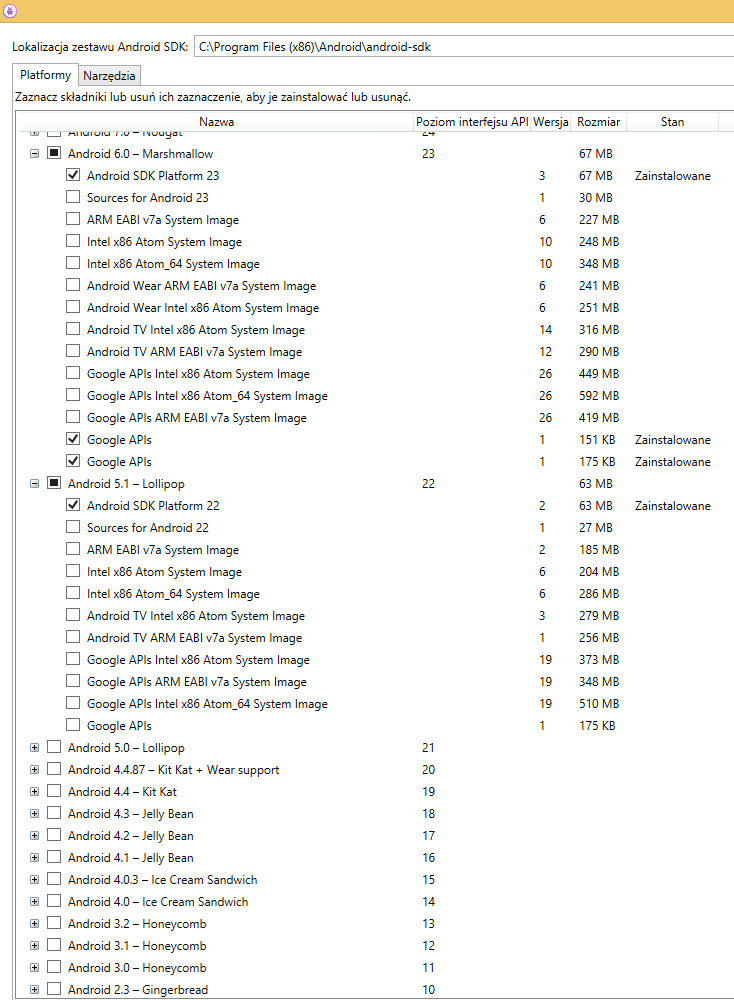 Lokalizacja zestawu Android SDK: C:\Program Files (x86)\Android\android-sdk
Platformy Narzędzia
Zaznacz składniki lub usuń ich zaznaczenie, aby je zainstalować lub usunąć.
Nazwa Poziom interfejsu API Wersja Rozmiar Stan
Android 7.0 – Nougat 24
Android 6.0 – Marshmallow 23 67 MB
Android SDK Platform 23 3 67 MB Zainstalowane
Sources for Android 23 1 30 MB
ARM EABI v7a System Image 6 227 MB
Intel x86 Atom System Image 10 248 MB
Intel x86 Atom_64 System Image 10 348 MB
Android Wear ARM EABI v7a System Image 6 241 MB
Android Wear Intel x86 Atom System Image 6 251 MB
Android TV Intel x86 Atom System Image 14 316 MB
Android TV ARM EABI v7a System Image 12 290 MB
Google APIs Intel x86 Atom System Image 26 449 MB
Google APIs Intel x86 Atom_64 System Image 26 592 MB
Google APIs ARM EABI v7a System Image 26 419 MB
Google APIs 1 151 KB Zainstalowane
Google APIs 1 175 KB Zainstalowane
Android 5.1 – Lollipop 22 63 MB
Android SDK Platform 22 2 63 MB Zainstalowane
Sources for Android 22 1 27 MB
ARM EABI v7a System Image 2 185 MB
Intel x86 Atom System Image 6 204 MB
Intel x86 Atom_64 System Image 6 286 MB
Android TV Intel x86 Atom System Image 3 279 MB
Android TV ARM EABI v7a System Image 1 256 MB
Google APIs Intel x86 Atom System Image 19 373 MB
Google APIs ARM EABI v7a System Image 19 348 MB
Google APIs Intel x86 Atom_64 System Image 19 510 MB
Google APIs 1 175 KB
Android 5.0 – Lollipop 21
Android 4.4.87 – Kit Kat + Wear support 20
Android 4.4 – Kit Kat 19
Android 4.3 – Jelly Bean 18
Android 4.2 – Jelly Bean 17
Android 4.1 – Jelly Bean 16
Android 4.0.3 – Ice Cream Sandwich 15
Android 4.0 – Ice Cream Sandwich 14
Android 3.2 – Honeycomb 13
Android 3.1 – Honeycomb 12
Android 3.0 – Honeycomb 11
Android 2.3 – Gingerbread 10